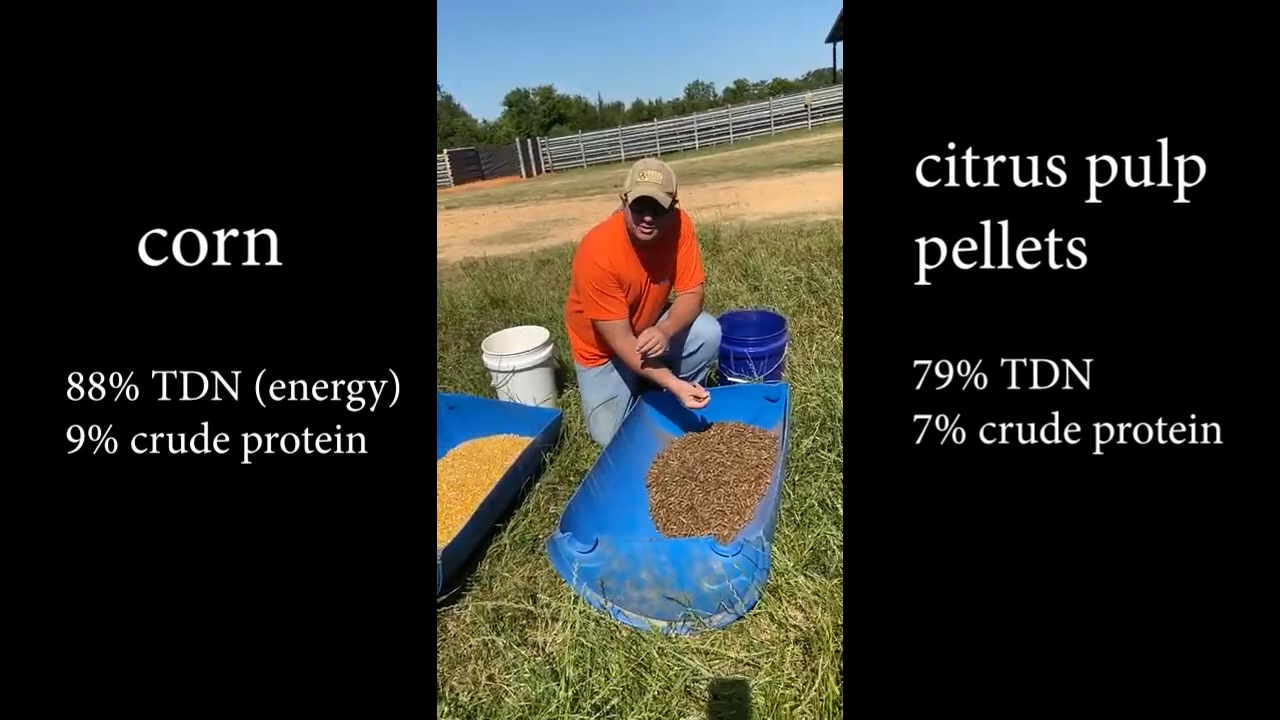 corn
88% TDN (energy)
9% crude protein
citrus pulp
pellets
79% TDN
7% crude protein